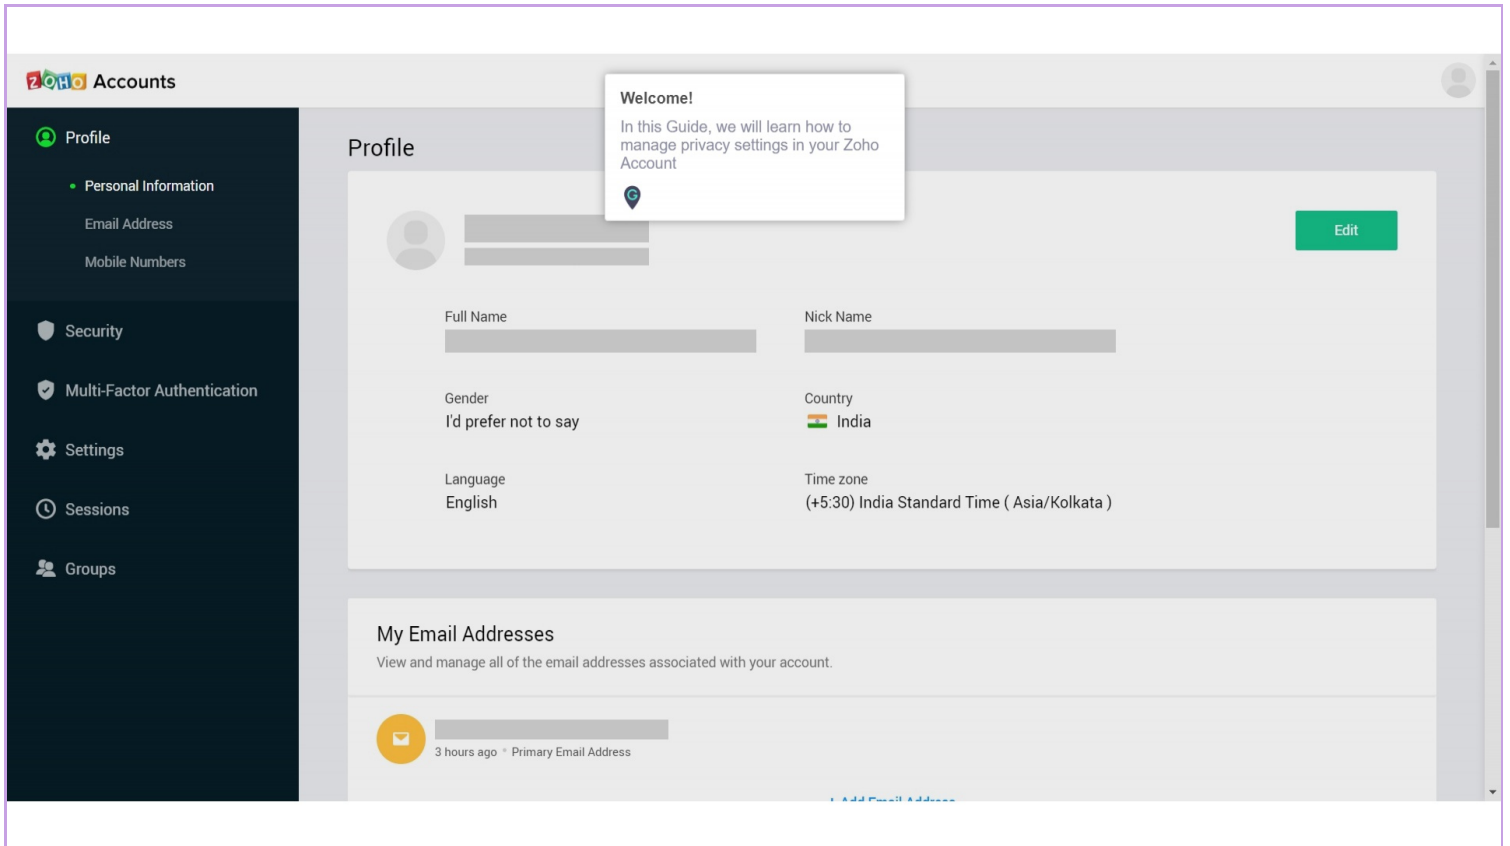 ZOHO Accounts
Welcome!
In this Guide, we will learn how to
manage privacy settings in your Zoho
Account
G
Profile
Personal Information
Email Address
Mobile Numbers
Security
Multi-Factor Authentication
Settings
Sessions
Groups
Profile
Edit
Full Name
Nick Name
Gender
I'd prefer not to say
Country
India
Language
English
Time zone
(+5:30) India Standard Time ( Asia/Kolkata )
My Email Addresses
View and manage all of the email addresses associated with your account.
3 hours ago • Primary Email Address
+ Add Email Address